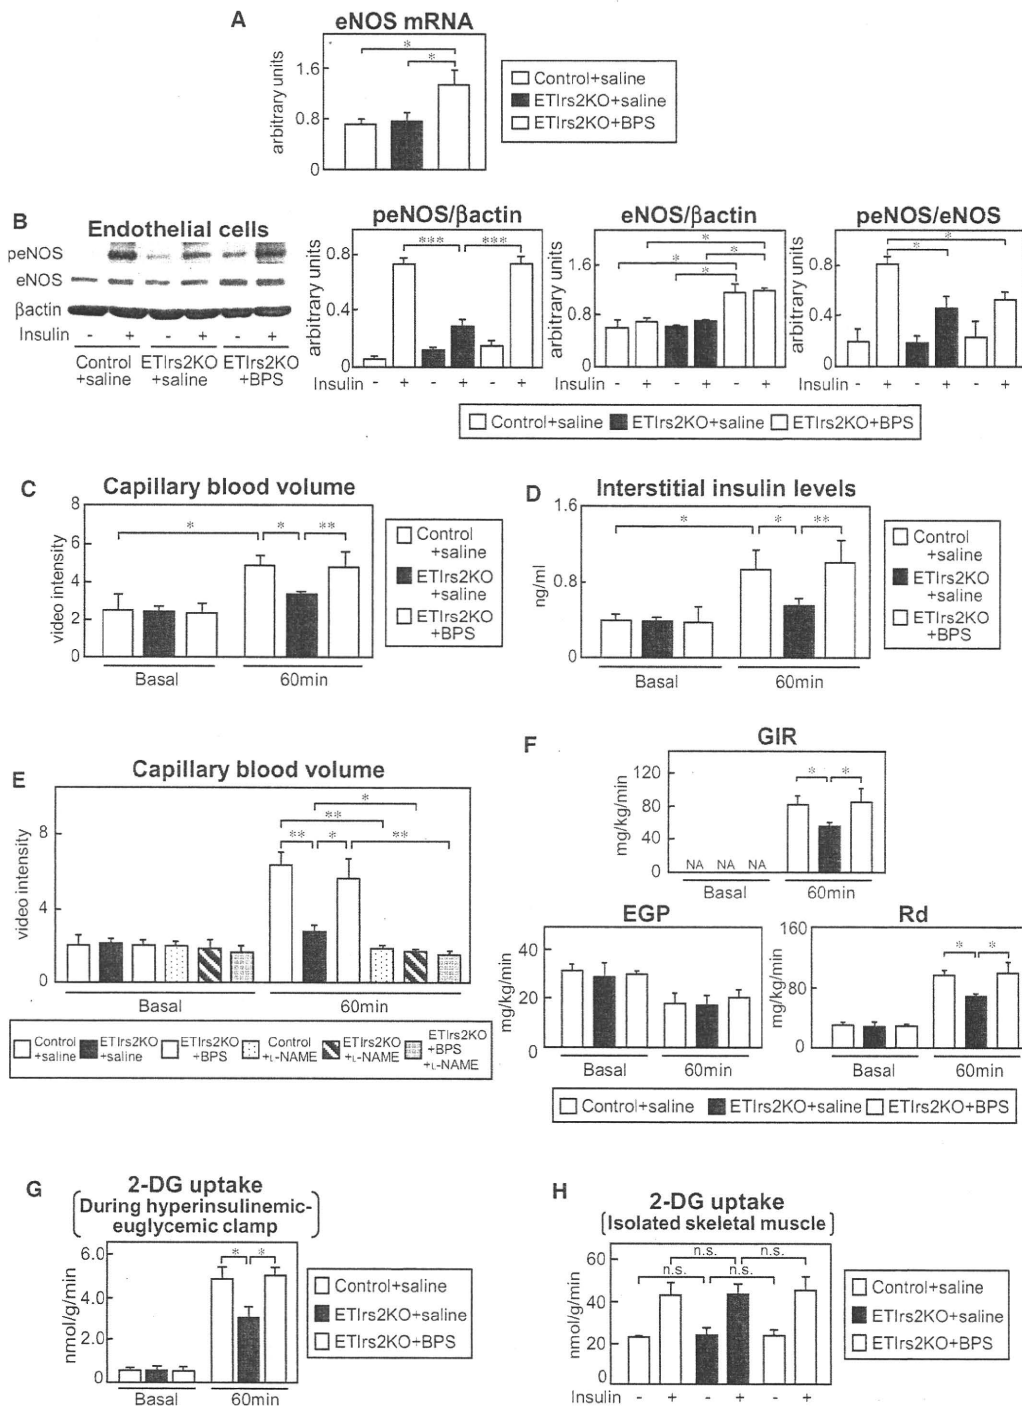 A
eNOS mRNA
arbitrary units
1.6
0.8
0
*
*
Control+saline
ETIrs2KO+saline
ETIrs2KO+BPS
B
Endothelial cells
peNOS
eNOS
βactin
Insulin - + - + - +
Control ETIrs2KO ETIrs2KO
+saline +saline +BPS
peNOS/βactin
arbitrary units
0.8
0.4
0
*** ***
Insulin - + - + - +
eNOS/βactin
arbitrary units
1.6
0.8
0
*
* *
*
Insulin - + - + - +
peNOS/eNOS
arbitrary units
0.8
0.4
0
*
*
Insulin - + - + - +
Control+saline ETIrs2KO+saline ETIrs2KO+BPS
C
Capillary blood volume
video intensity
8
6
4
2
0
* * **
Basal 60min
Control
+saline
ETIrs2KO
+saline
ETIrs2KO
+BPS
D
Interstitial insulin levels
ng/ml
1.6
0.8
0
* * **
Basal 60min
Control
+saline
ETIrs2KO
+saline
ETIrs2KO
+BPS
E
Capillary blood volume
video intensity
8
4
0
*
**
** * **
Basal 60min
Control
+saline
ETIrs2KO
+saline
ETIrs2KO
+BPS
Control
+L-NAME
ETIrs2KO
+L-NAME
ETIrs2KO
+BPS
+L-NAME
F
GIR
mg/kg/min
120
80
40
0
NA NA NA
* *
Basal 60min
EGP
mg/kg/min
40
20
0
Basal 60min
Rd
mg/kg/min
160
80
0
* *
Basal 60min
Control+saline ETIrs2KO+saline ETIrs2KO+BPS
G
2-DG uptake
[During hyperinsulinemic-
euglycemic clamp]
nmol/g/min
6.0
4.0
2.0
0
* *
Basal 60min
Control+saline
ETIrs2KO+saline
ETIrs2KO+BPS
H
2-DG uptake
[Isolated skeletal muscle]
nmol/g/min
60
40
20
0
n.s. n.s.
n.s. n.s.
Insulin - + - + - +
Control+saline
ETIrs2KO+saline
ETIrs2KO+BPS